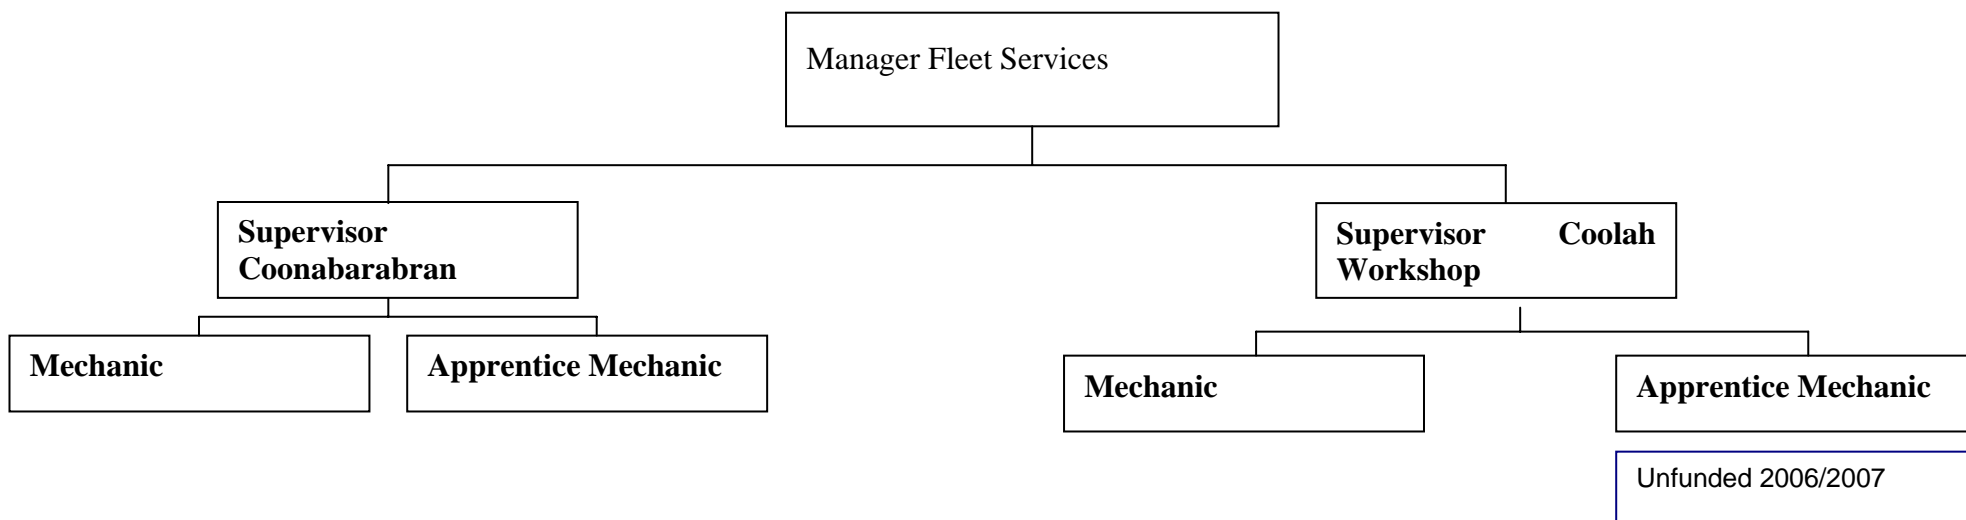 Manager Fleet Services
Supervisor
Coonabarabran
Supervisor Coolah
Workshop
Mechanic
Apprentice Mechanic
Mechanic
Apprentice Mechanic
Unfunded 2006/2007